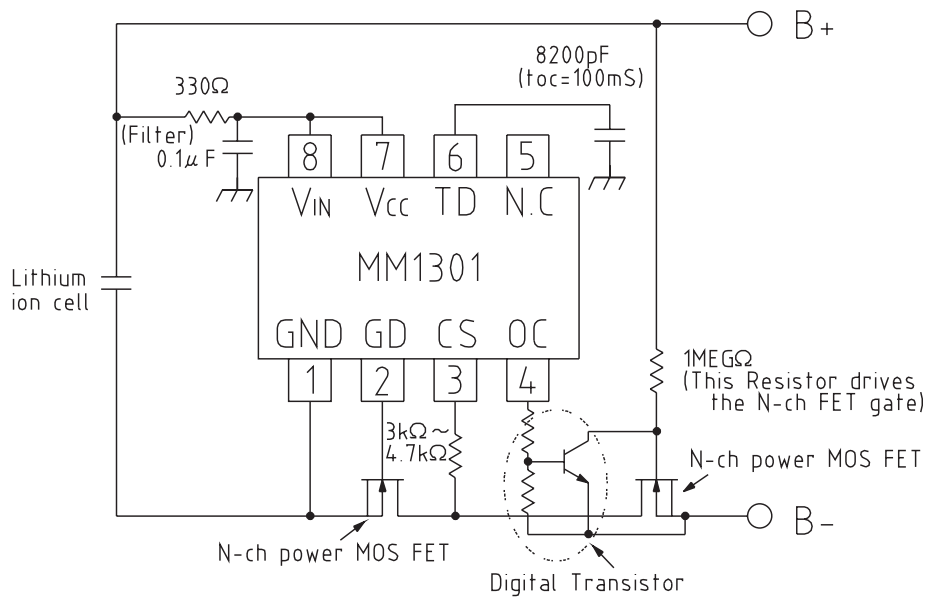 B+
8200pF
(toc=100mS)
330Ω
(Filter)
0.1μF
8 7 6 5
VIN VCC TD N.C
MM1301
Lithium
ion cell
GND GD CS OC
1 2 3 4
1MEGΩ
(This Resistor drives
the N-ch FET gate)
3kΩ~
4.7kΩ
N-ch power MOS FET
B-
N-ch power MOS FET
Digital Transistor